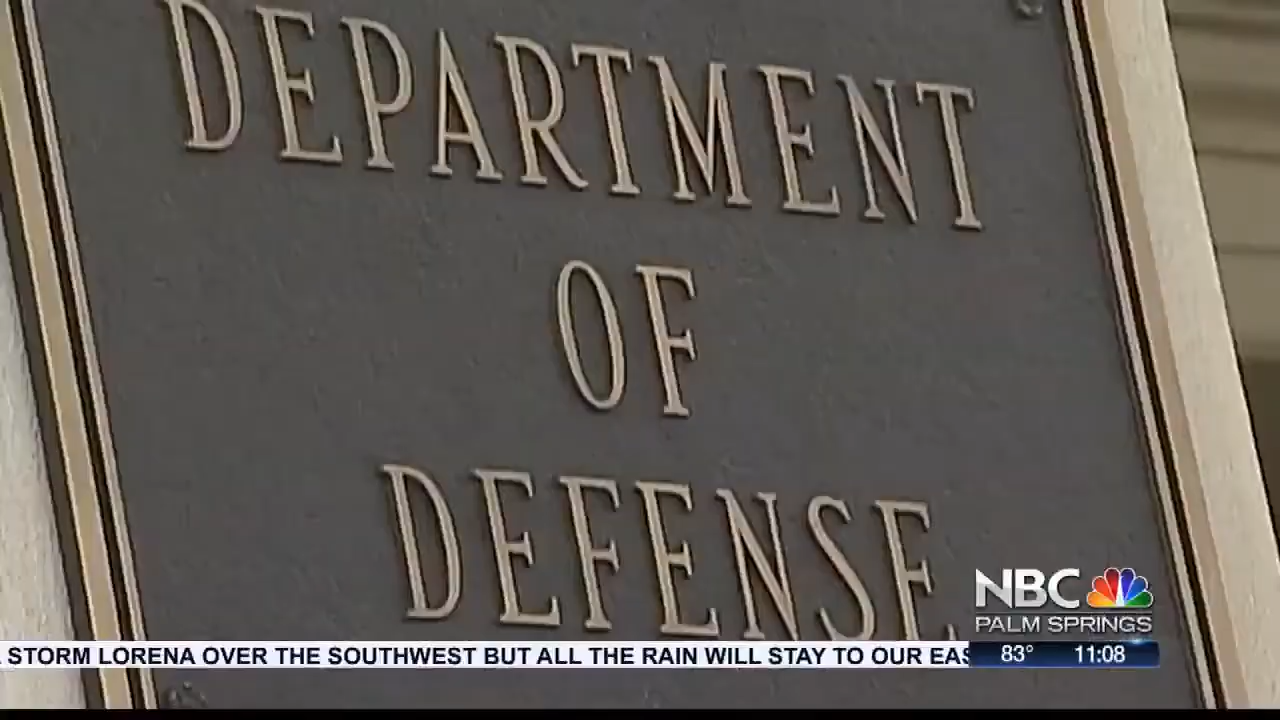 DEPARTMENT
OF
DEFENSE
NBC
PALM SPRINGS
STORM LORENA OVER THE SOUTHWEST BUT ALL THE RAIN WILL STAY TO OUR
83° 11:08